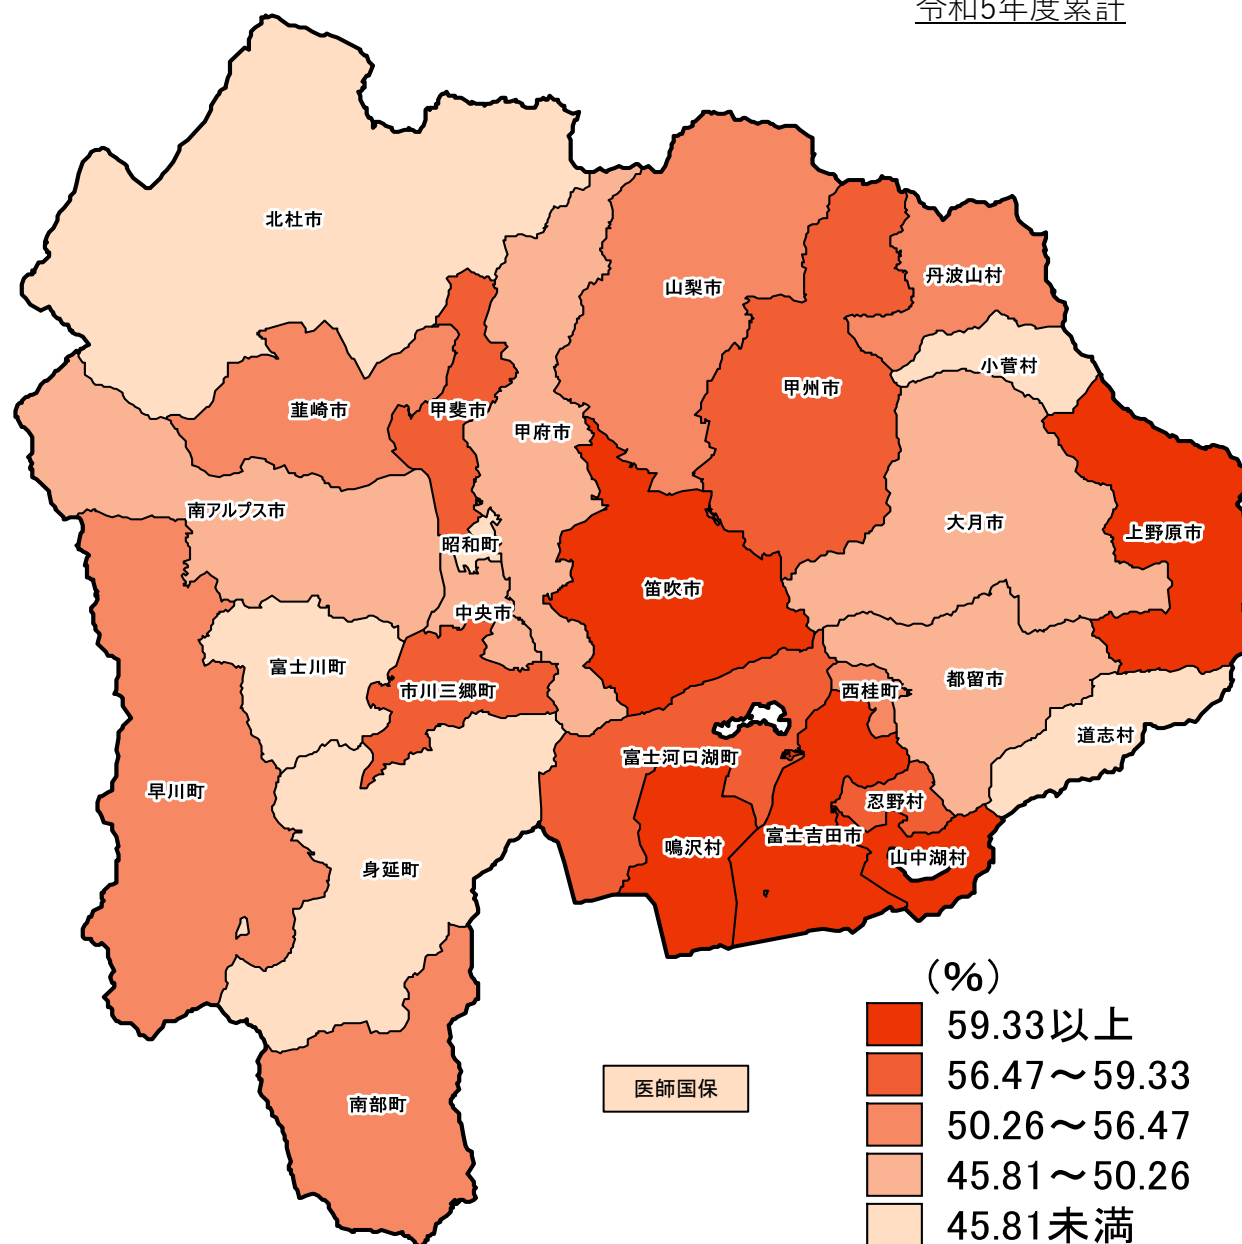 令和5年度累計
北杜市
丹波山村
山梨市
小菅村
甲州市
韮崎市
甲斐市
甲府市
南アルプス市
大月市
上野原市
昭和町
笛吹市
中央市
富士川町
市川三郷町
西桂町
都留市
道志村
富士河口湖町
早川町
忍野村
富士吉田市
鳴沢村
山中湖村
身延町
南部町
医師国保
（%）
59.33以上
56.47～59.33
50.26～56.47
45.81～50.26
45.81未満